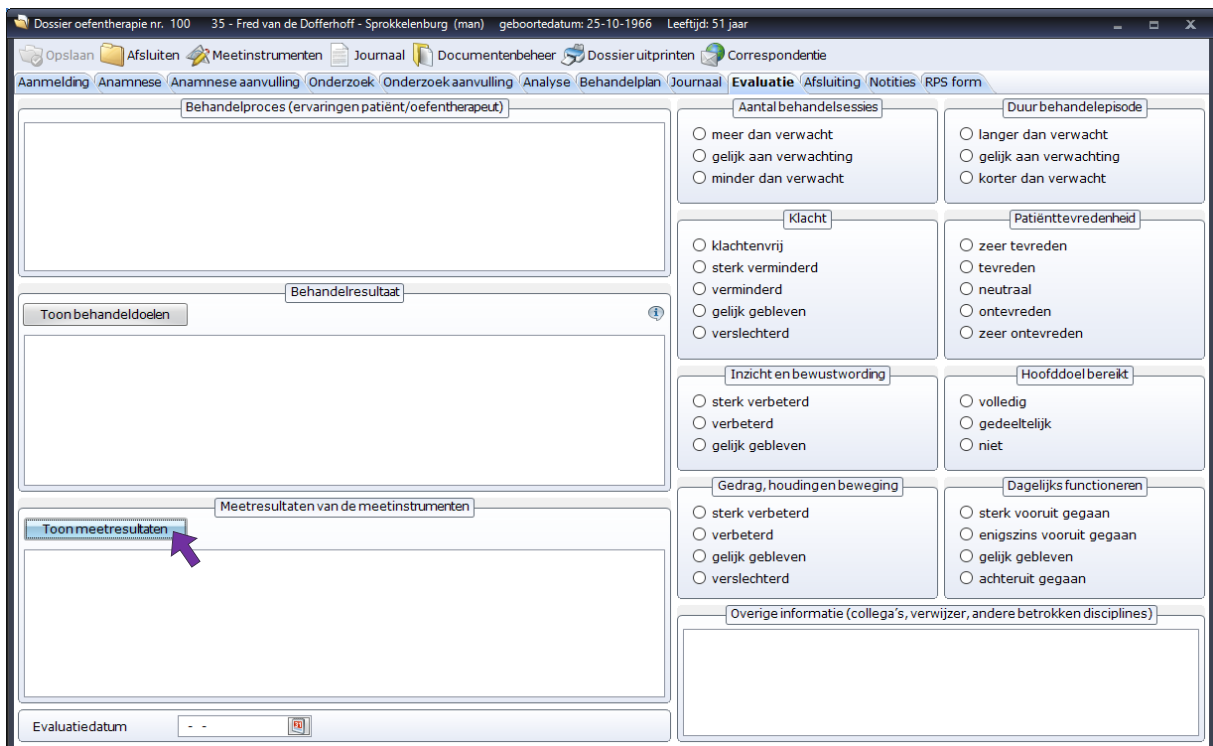 Dossier oefentherapie nr. 100 35 - Fred van de Dofferhoff - Sprokkelenburg (man) geboortedatum: 25-10-1966 Leeftijd: 51 jaar
Opslaan Afsluiten Meetinstrumenten Journaal Documentenbeheer Dossier uitprinten Correspondentie
Aanmelding Anamnese Anamnese aanvulling Onderzoek Onderzoek aanvulling Analyse Behandelplan Journaal Evaluatie Afsluiting Notities RPS form
Behandelproces (ervaringen patiënt/oefentherapeut)
Behandelresultaat
Toon behandeldoelen
Meetresultaten van de meetinstrumenten
Toon meetresultaten
Evaluatiedatum - -
Aantal behandelsessies
meer dan verwacht
gelijk aan verwachting
minder dan verwacht
Duur behandelepisode
langer dan verwacht
gelijk aan verwachting
korter dan verwacht
Klacht
klachtenvrij
sterk verminderd
verminderd
gelijk gebleven
verslechterd
Patiënttevredenheid
zeer tevreden
tevreden
neutraal
ontevreden
zeer ontevreden
Inzicht en bewustwording
sterk verbeterd
verbeterd
gelijk gebleven
Hoofddoel bereikt
volledig
gedeeltelijk
niet
Gedrag, houding en beweging
sterk verbeterd
verbeterd
gelijk gebleven
verslechterd
Dagelijks functioneren
sterk vooruit gegaan
enigszins vooruit gegaan
gelijk gebleven
achteruit gegaan
Overige informatie (collega´s, verwijzer, andere betrokken disciplines)